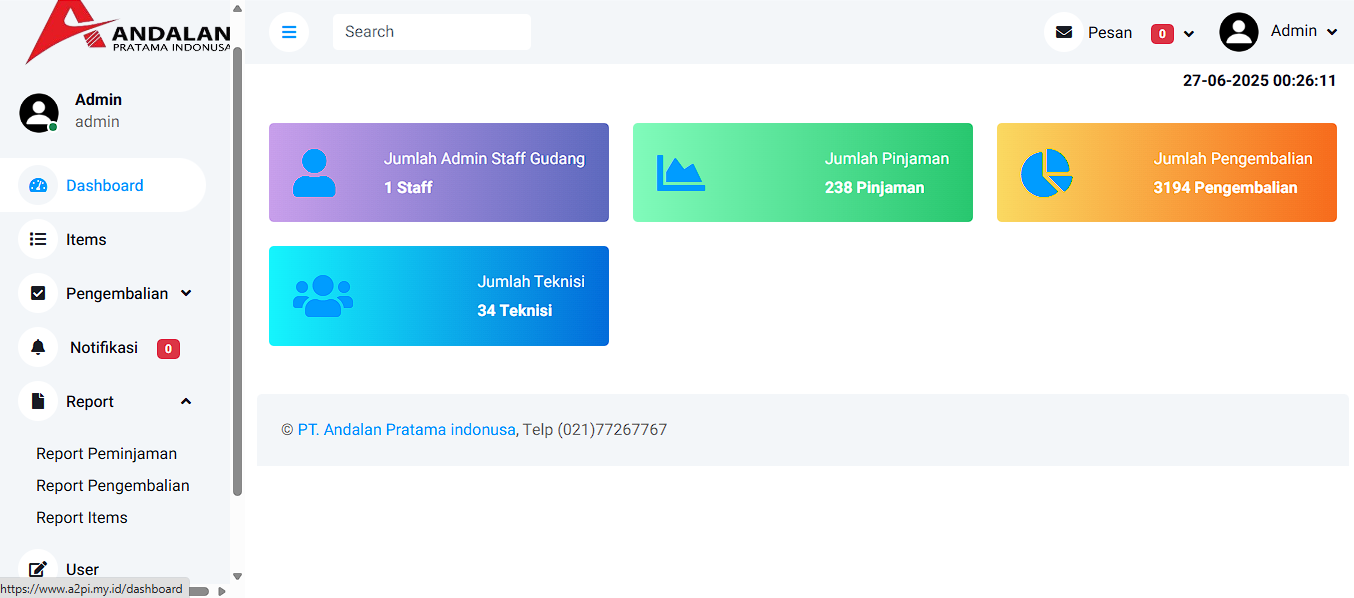 ANDALAN
PRATAMA INDONUSA
Admin
admin
Dashboard
Items
Pengembalian
Notifikasi 0
Report
Report Peminjaman
Report Pengembalian
Report Items
User
https://www.a2pi.my.id/dashboard
Search
Pesan 0
Admin
27-06-2025 00:26:11
Jumlah Admin Staff Gudang
1 Staff
Jumlah Pinjaman
238 Pinjaman
Jumlah Pengembalian
3194 Pengembalian
Jumlah Teknisi
34 Teknisi
© PT. Andalan Pratama indonusa, Telp (021)77267767